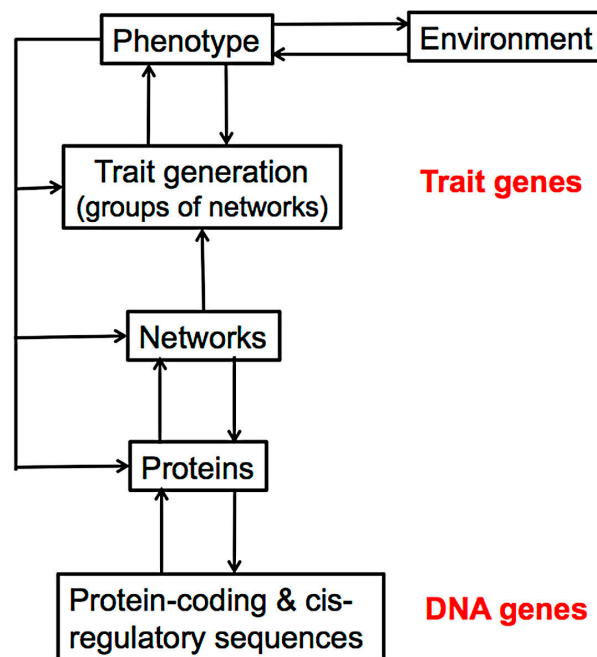 Phenotype
Environment
Trait generation
(groups of networks)
Trait genes
Networks
Proteins
Protein-coding & cis-
regulatory sequences
DNA genes